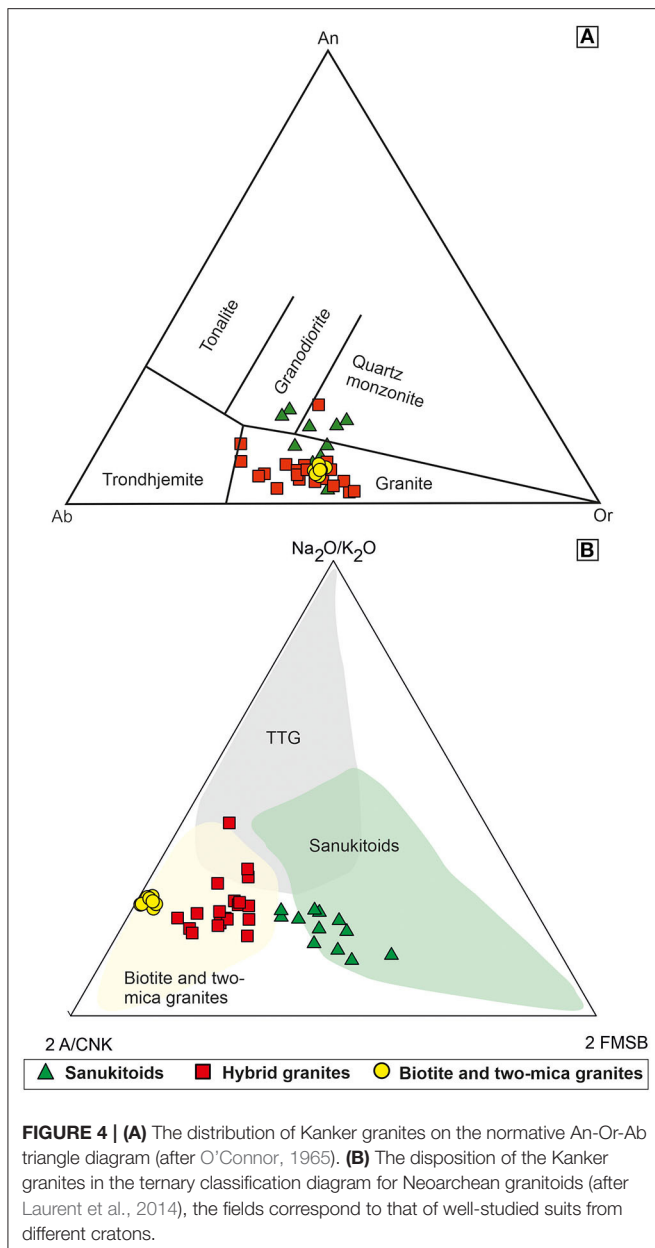 An
A
Tonalite
Granodiorite
Quartz
monzonite
Trondhjemite
Granite
Ab
Or
Na2O/K2O
B
TTG
Sanukitoids
Biotite and two-
mica granites
2 A/CNK
2 FMSB
Sanukitoids Hybrid granites Biotite and two-mica granites
FIGURE 4 | (A) The distribution of Kanker granites on the normative An-Or-Ab
triangle diagram (after O'Connor, 1965). (B) The disposition of the Kanker
granites in the ternary classification diagram for Neoarchean granitoids (after
Laurent et al., 2014), the fields correspond to that of well-studied suits from
different cratons.